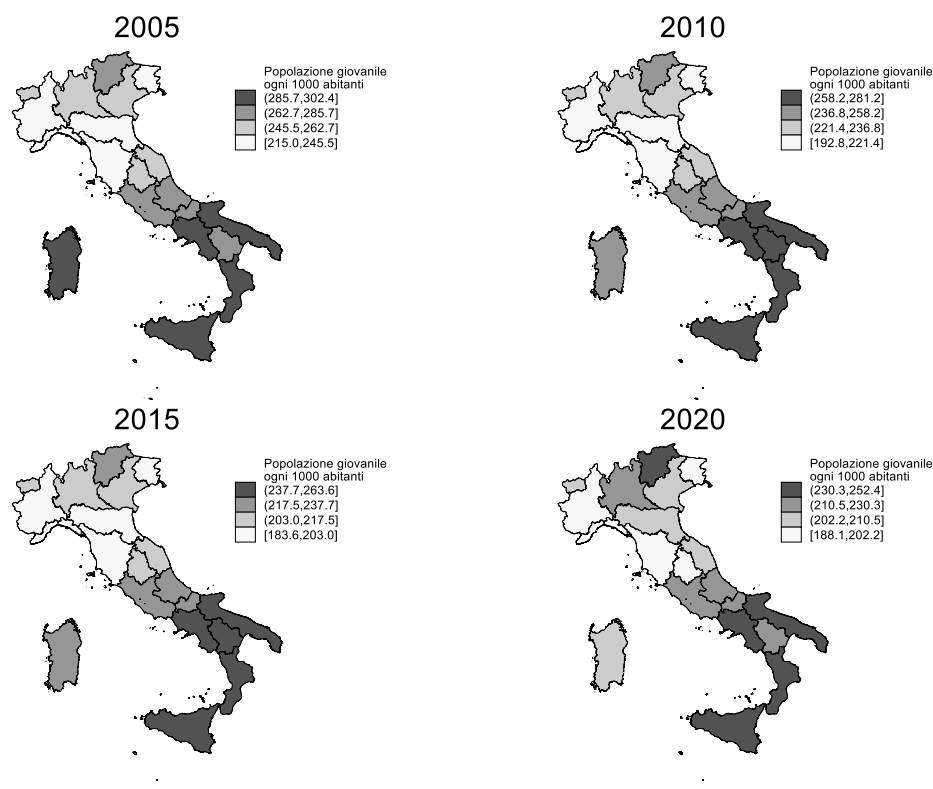 2005
Popolazione giovanile
ogni 1000 abitanti
(285.7,302.4]
(262.7,285.7]
(245.5,262.7]
[215.0,245.5]
2010
Popolazione giovanile
ogni 1000 abitanti
(258.2,281.2]
(236.8,258.2]
(221.4,236.8]
[192.8,221.4]
2015
Popolazione giovanile
ogni 1000 abitanti
(237.7,263.6]
(217.5,237.7]
(203.0,217.5]
[183.6,203.0]
2020
Popolazione giovanile
ogni 1000 abitanti
(230.3,252.4]
(210.5,230.3]
(202.2,210.5]
[188.1,202.2]